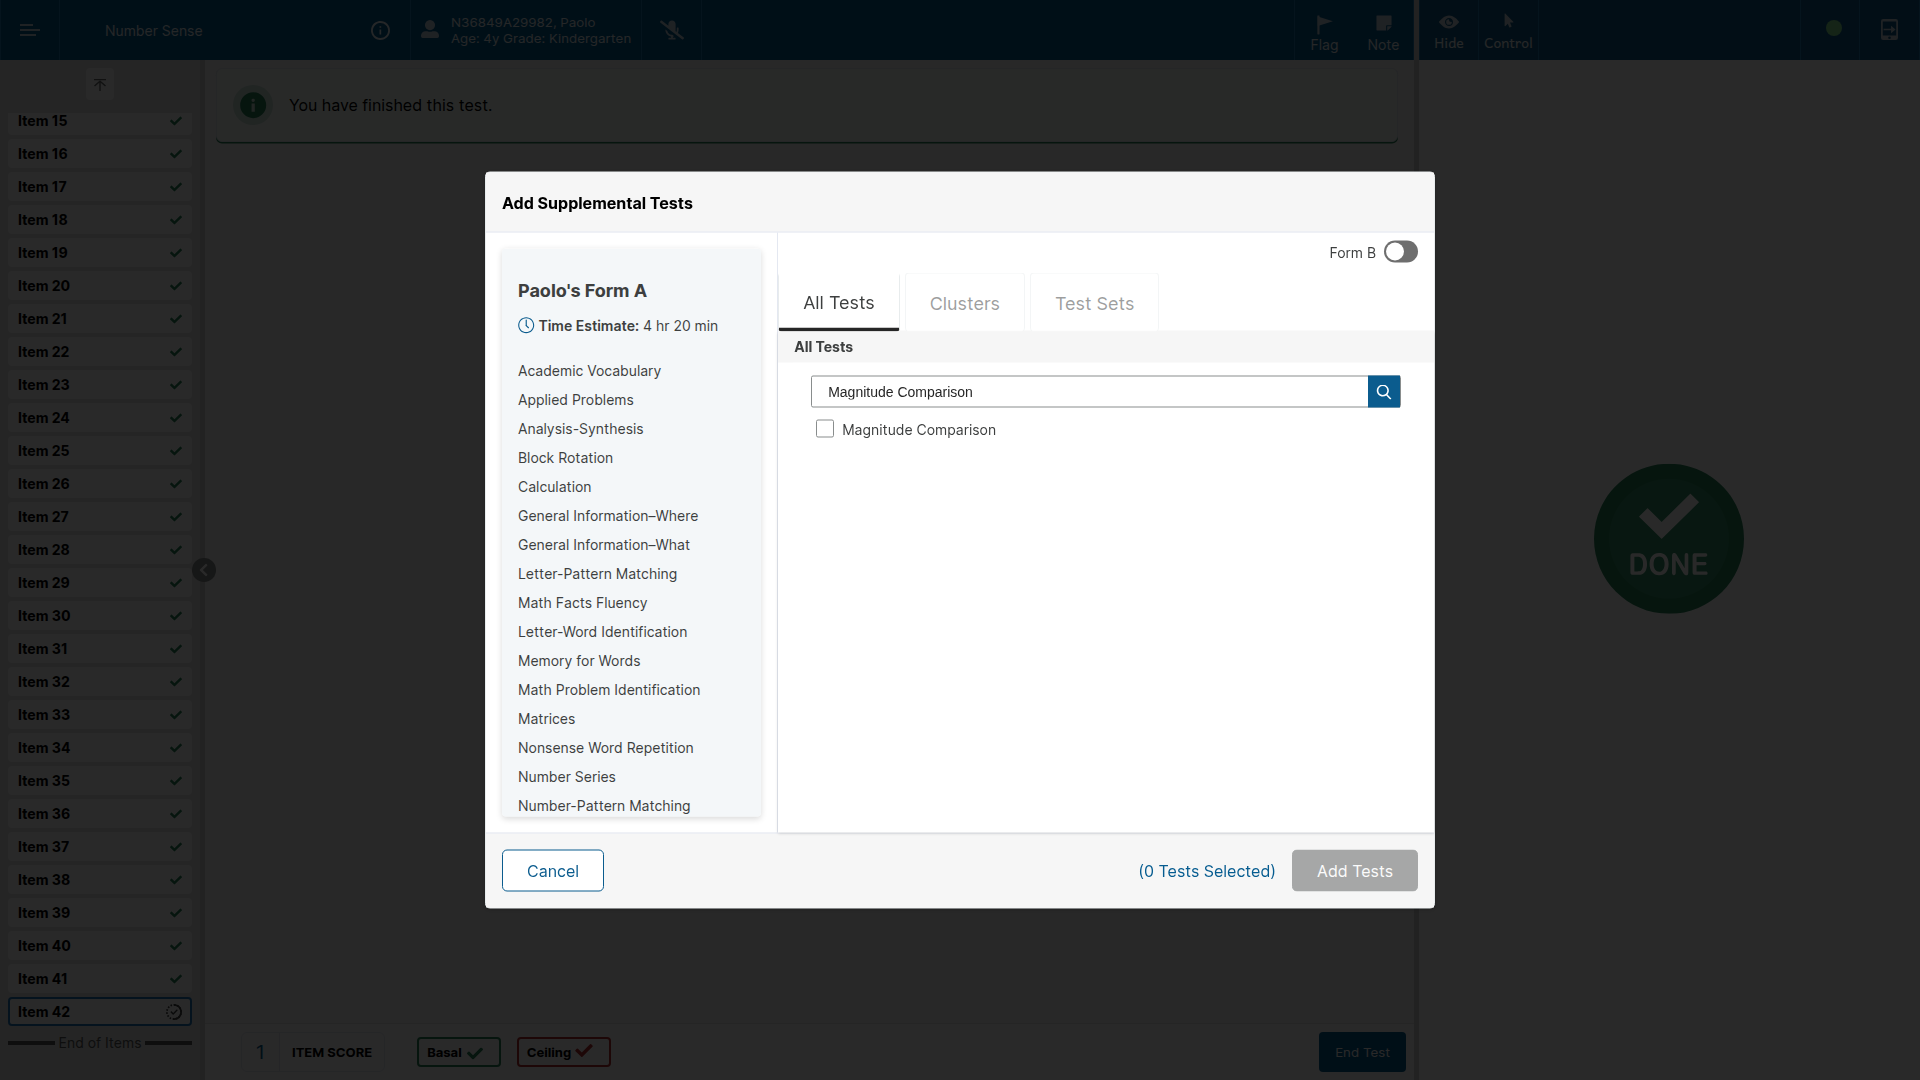 Number Sense
N36849A29982, Paolo
Age: 4y Grade: Kindergarten
Flag
Note
Hide
Control
You have finished this test.
Item 15
Item 16
Item 17
Item 18
Item 19
Item 20
Item 21
Item 22
Item 23
Item 24
Item 25
Item 26
Item 27
Item 28
Item 29
Item 30
Item 31
Item 32
Item 33
Item 34
Item 35
Item 36
Item 37
Item 38
Item 39
Item 40
Item 41
Item 42
End of Items
Add Supplemental Tests
Paolo's Form A
Time Estimate: 4 hr 20 min
Academic Vocabulary
Applied Problems
Analysis-Synthesis
Block Rotation
Calculation
General Information–Where
General Information–What
Letter-Pattern Matching
Math Facts Fluency
Letter-Word Identification
Memory for Words
Math Problem Identification
Matrices
Nonsense Word Repetition
Number Series
Number-Pattern Matching
Form B
All Tests
Clusters
Test Sets
All Tests
Magnitude Comparison
Magnitude Comparison
Cancel
(0 Tests Selected)
Add Tests
DONE
1
ITEM SCORE
Basal
Ceiling
End Test